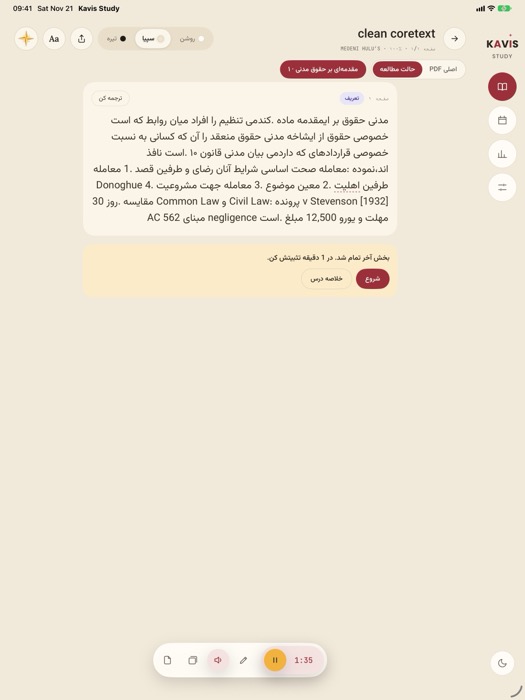 09:41 Sat Nov 21 Kavis Study
KAVIS
STUDY
clean coretext
روشن
سپیا
تیره
Aa
PDF اصلی
حالت مطالعه
مقدمه‌ای بر حقوق مدنی ۱۰
تعریف
ترجمه کن
مدنی حقوق بر ایمقدمه ماده .کندمی تنظیم را افراد میان روابط که است
خصوصی حقوق از ایشاخه مدنی حقوق منعقد را آن که کسانی به نسبت
خصوصی قراردادهای که داردمی بیان مدنی قانون ۱۰ .است نافذ
اند،نموده :معامله صحت اساسی شرایط آنان رضای و طرفین قصد .1 معامله
طرفین اهلیت .2 معین موضوع .3 معامله جهت مشروعیت .4 Donoghue
v Stevenson [1932] پرونده :Common Law و Civil Law مقایسه .روز 30
مهلت و یورو 12,500 مبلغ .است negligence مبنای AC 562
بخش آخر تمام شد. در 1 دقیقه تثبیتش کن.
شروع
خلاصه درس
1:35